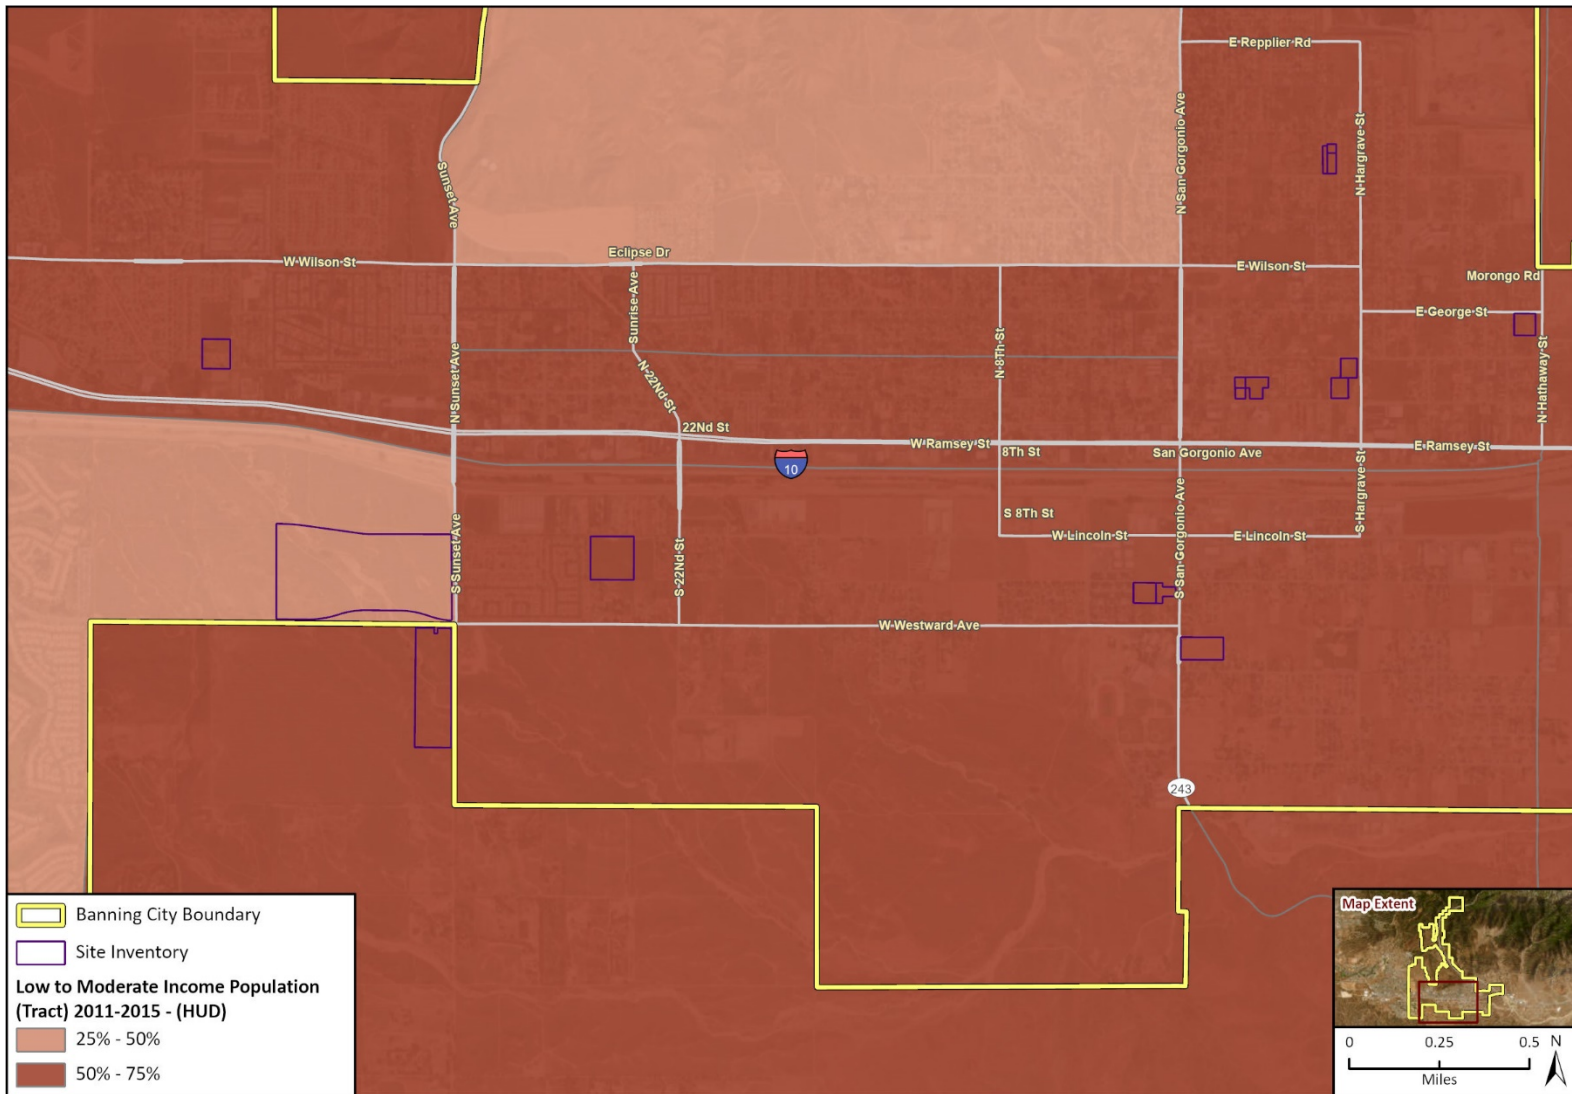 E Repplier Rd
N San Gorgonio Ave
N Hargrave St
Sunset Ave
Eclipse Dr
W Wilson St
E Wilson St
Morongo Rd
Sunrise Ave
E George St
N Sunset Ave
N 8Th St
N 22Nd St
N Hathaway St
22Nd St
W Ramsey St
E Ramsey St
8Th St
San Gorgonio Ave
10
S Hargrave St
S 8Th St
W Lincoln St
E Lincoln St
S Sunset Ave
S 22Nd St
S San Gorgonio Ave
W Westward Ave
243
Banning City Boundary
Site Inventory
Low to Moderate Income Population
(Tract) 2011-2015 - (HUD)
25% - 50%
50% - 75%
Map Extent
0 0.25 0.5 N
Miles